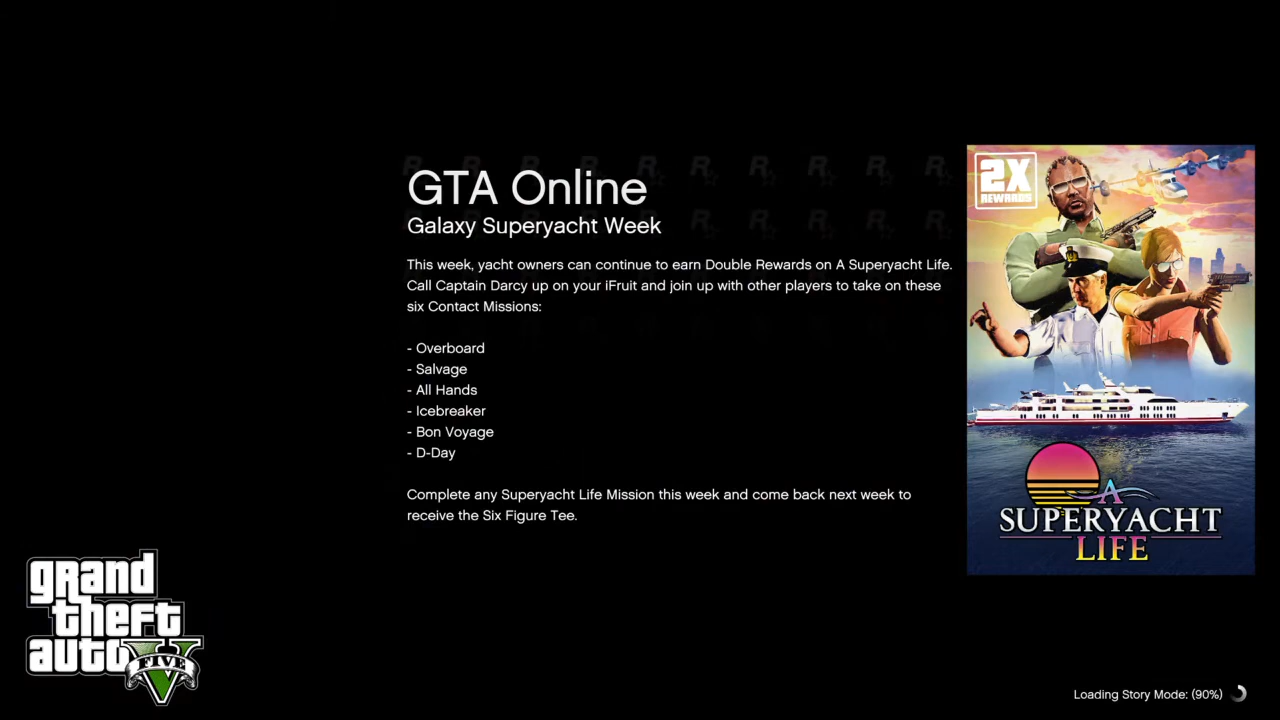 GTA Online
Galaxy Superyacht Week
This week, yacht owners can continue to earn Double Rewards on A Superyacht Life.
Call Captain Darcy up on your iFruit and join up with other players to take on these
six Contact Missions:
- Overboard
- Salvage
- All Hands
- Icebreaker
- Bon Voyage
- D-Day
Complete any Superyacht Life Mission this week and come back next week to
receive the Six Figure Tee.
2X
REWARDS
A
SUPERYACHT
LIFE
grand
theft
auto
FIVE
Loading Story Mode: (90%)